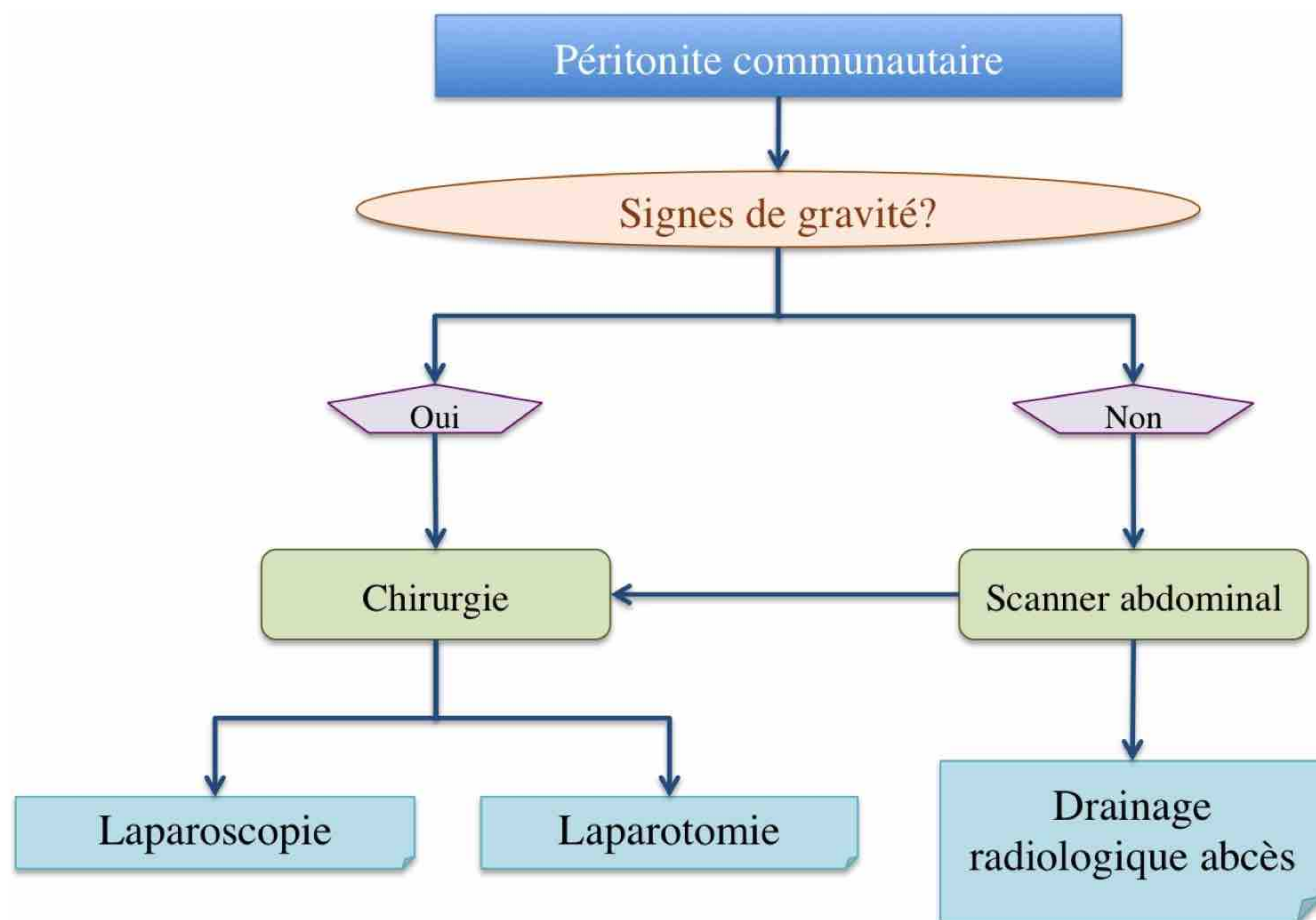 Péritonite communautaire
Signes de gravité?
Oui
Non
Chirurgie
Scanner abdominal
Laparoscopie
Laparotomie
Drainage
radiologique abcès